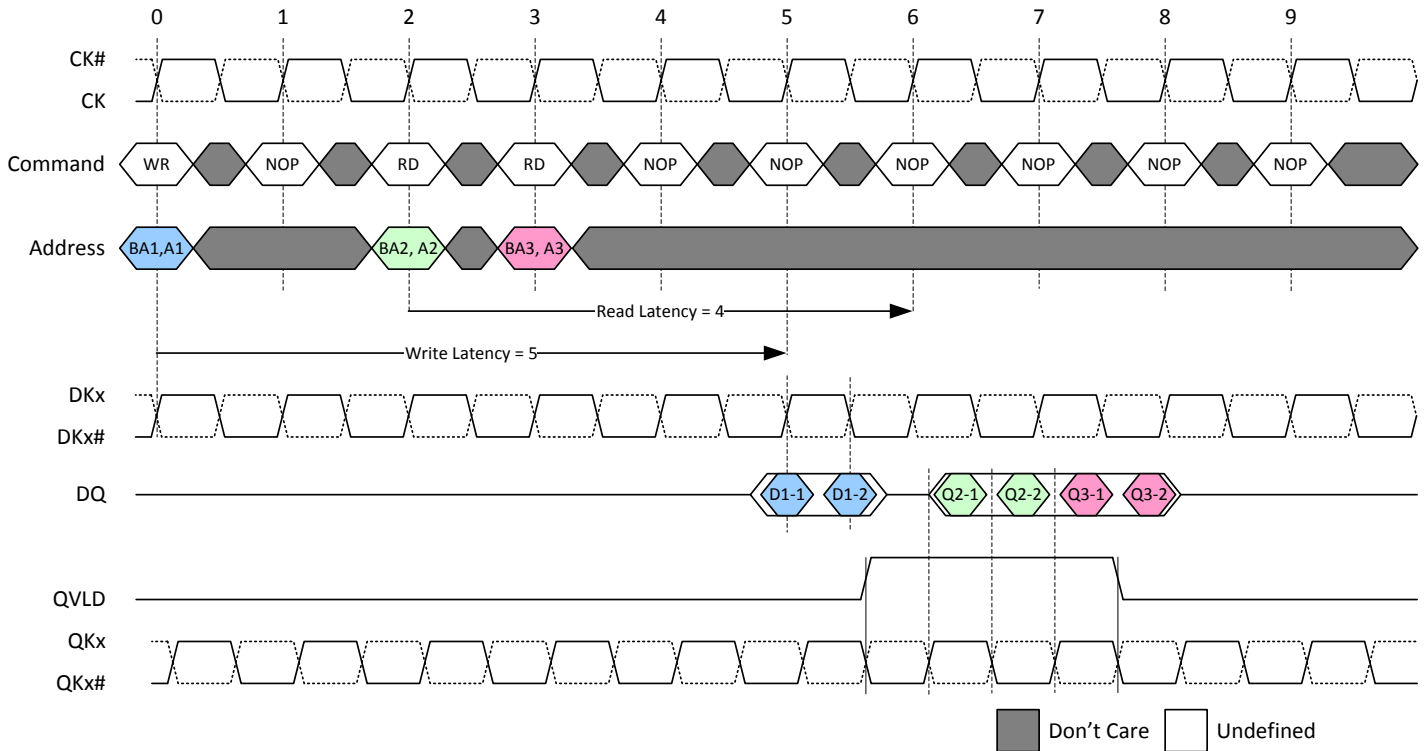 0 1 2 3 4 5 6 7 8 9
CK#
CK
Command WR NOP RD RD NOP NOP NOP NOP NOP NOP
Address BA1,A1 BA2, A2 BA3, A3
Read Latency = 4
Write Latency = 5
DKx
DKx#
DQ D1-1 D1-2 Q2-1 Q2-2 Q3-1 Q3-2
QVLD
QKx
QKx#
Don't Care Undefined